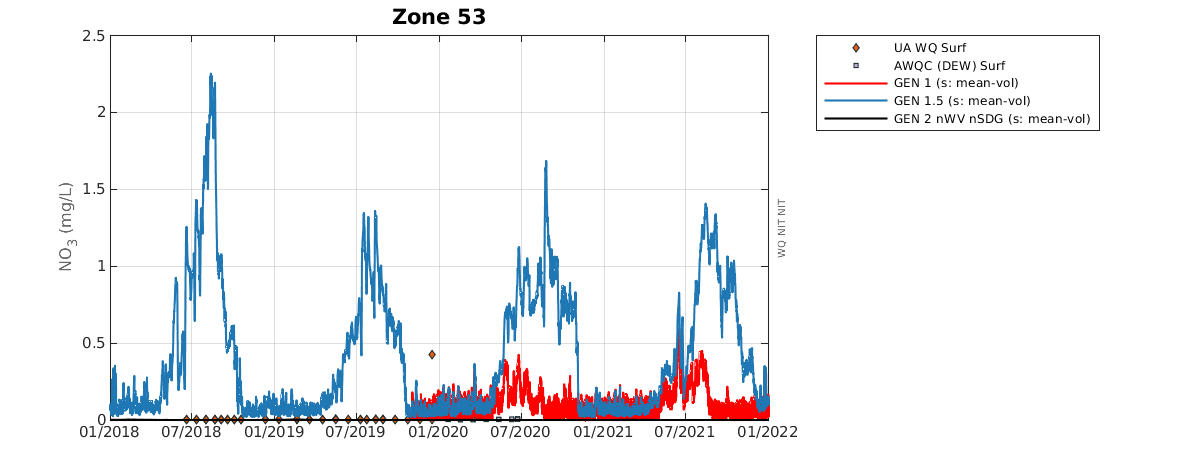 Zone 53
2.5
2
1.5
1
0.5
0
NO3 (mg/L)
01/2018
07/2018
01/2019
07/2019
01/2020
07/2020
01/2021
07/2021
01/2022
WQ NIT NIT
UA WQ Surf
AWQC (DEW) Surf
GEN 1 (s: mean-vol)
GEN 1.5 (s: mean-vol)
GEN 2 nWV nSDG (s: mean-vol)